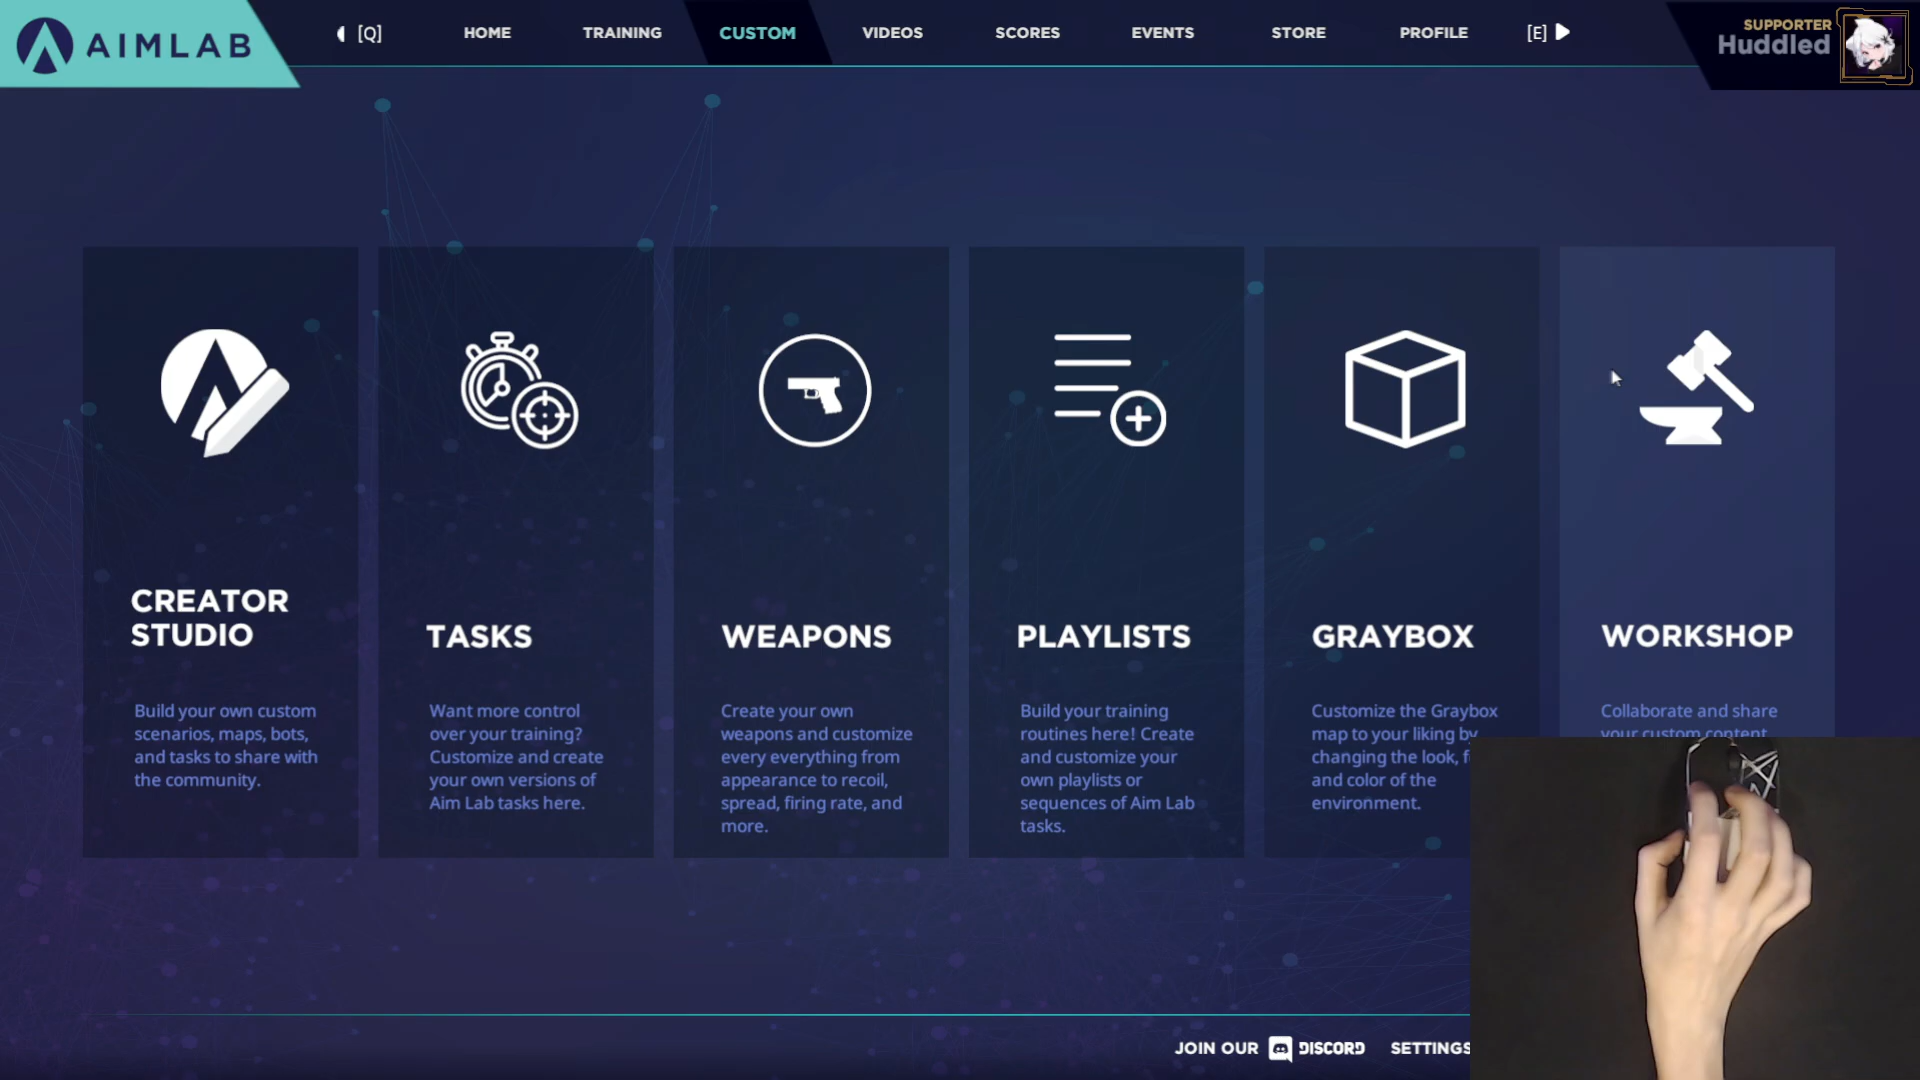 AIMLAB
[Q]
HOME
TRAINING
CUSTOM
VIDEOS
SCORES
EVENTS
STORE
PROFILE
[E]
SUPPORTER
Huddled
CREATOR
STUDIO
Build your own custom
scenarios, maps, bots,
and tasks to share with
the community.
TASKS
Want more control
over your training?
Customize and create
your own versions of
Aim Lab tasks here.
WEAPONS
Create your own
weapons and customize
every everything from
appearance to recoil,
spread, firing rate, and
more.
PLAYLISTS
Build your training
routines here! Create
and customize your
own playlists or
sequences of Aim Lab
tasks.
GRAYBOX
Customize the Graybox
map to your liking by
changing the look,
and color of the
environment.
WORKSHOP
Collaborate and share
your custom content
JOIN OUR DISCORD
SETTINGS